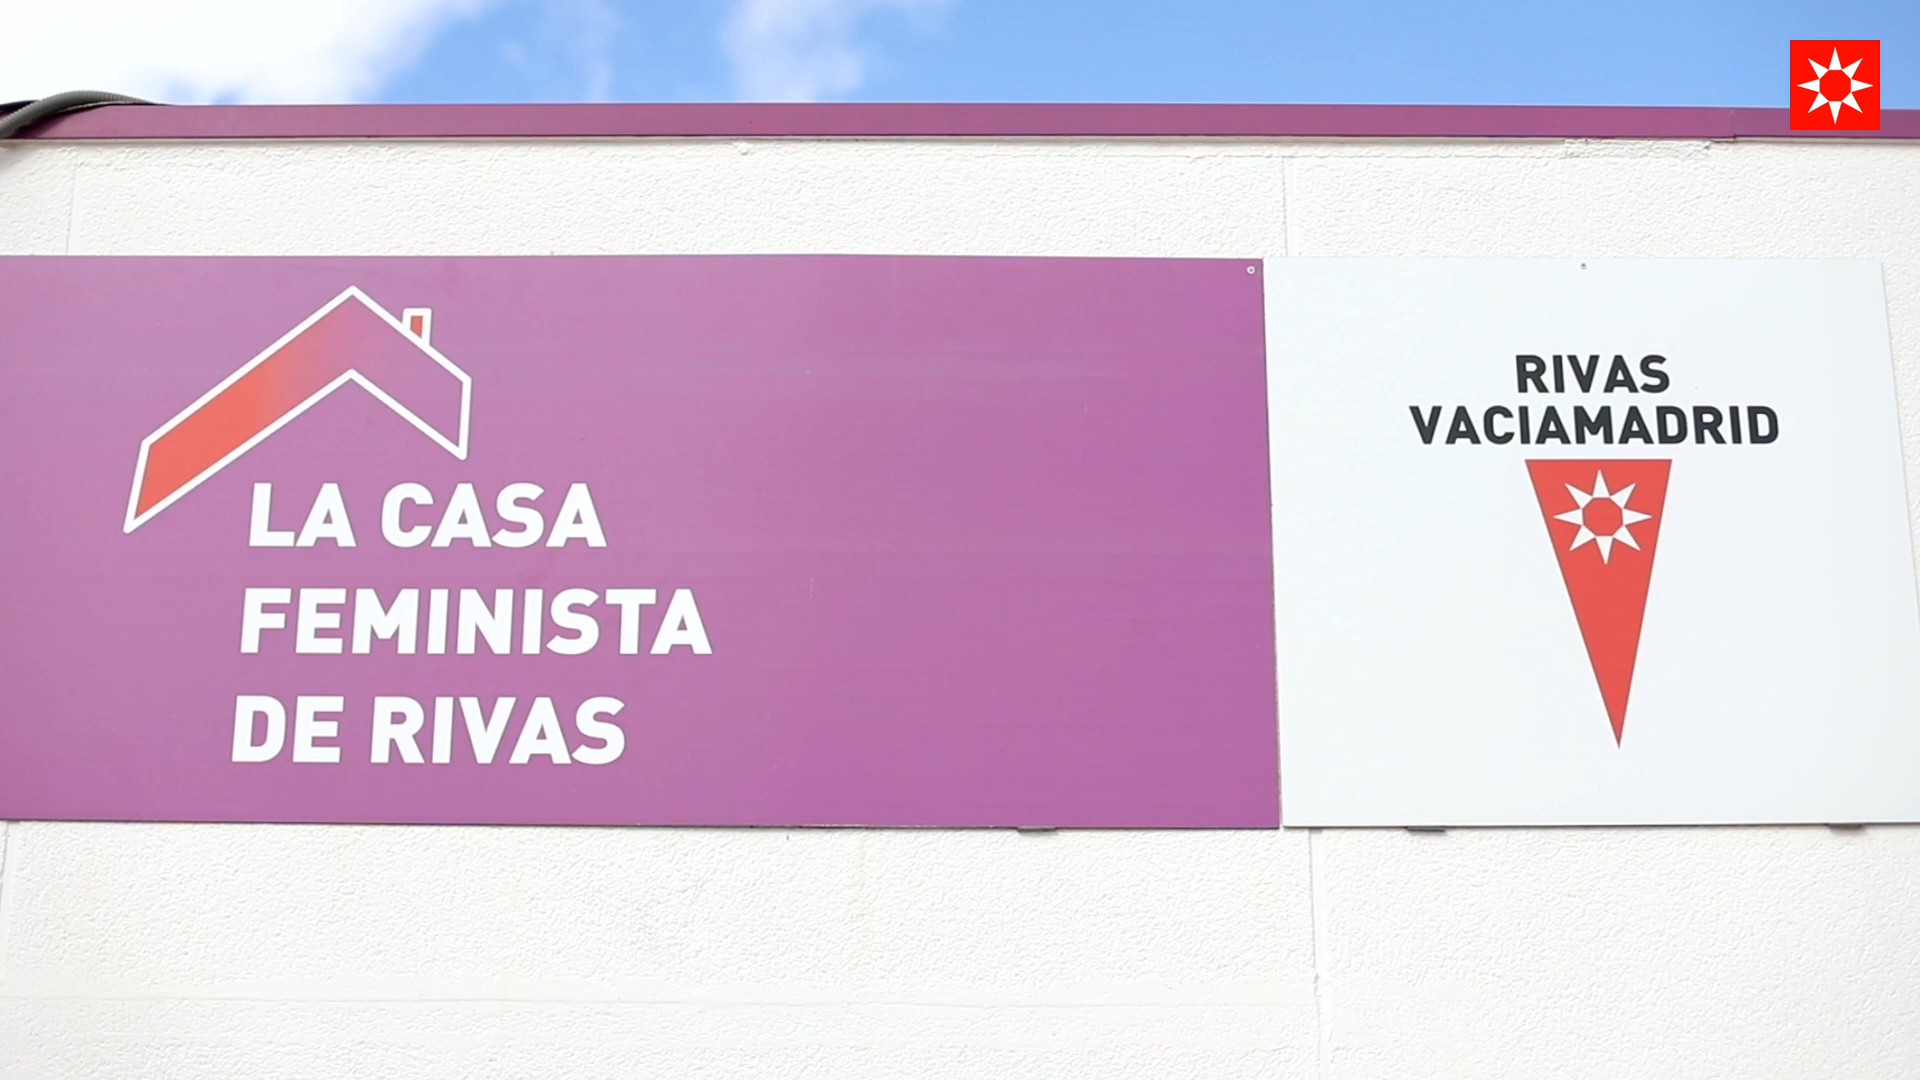 LA CASA
FEMINISTA
DE RIVAS
RIVAS
VACIAMADRID